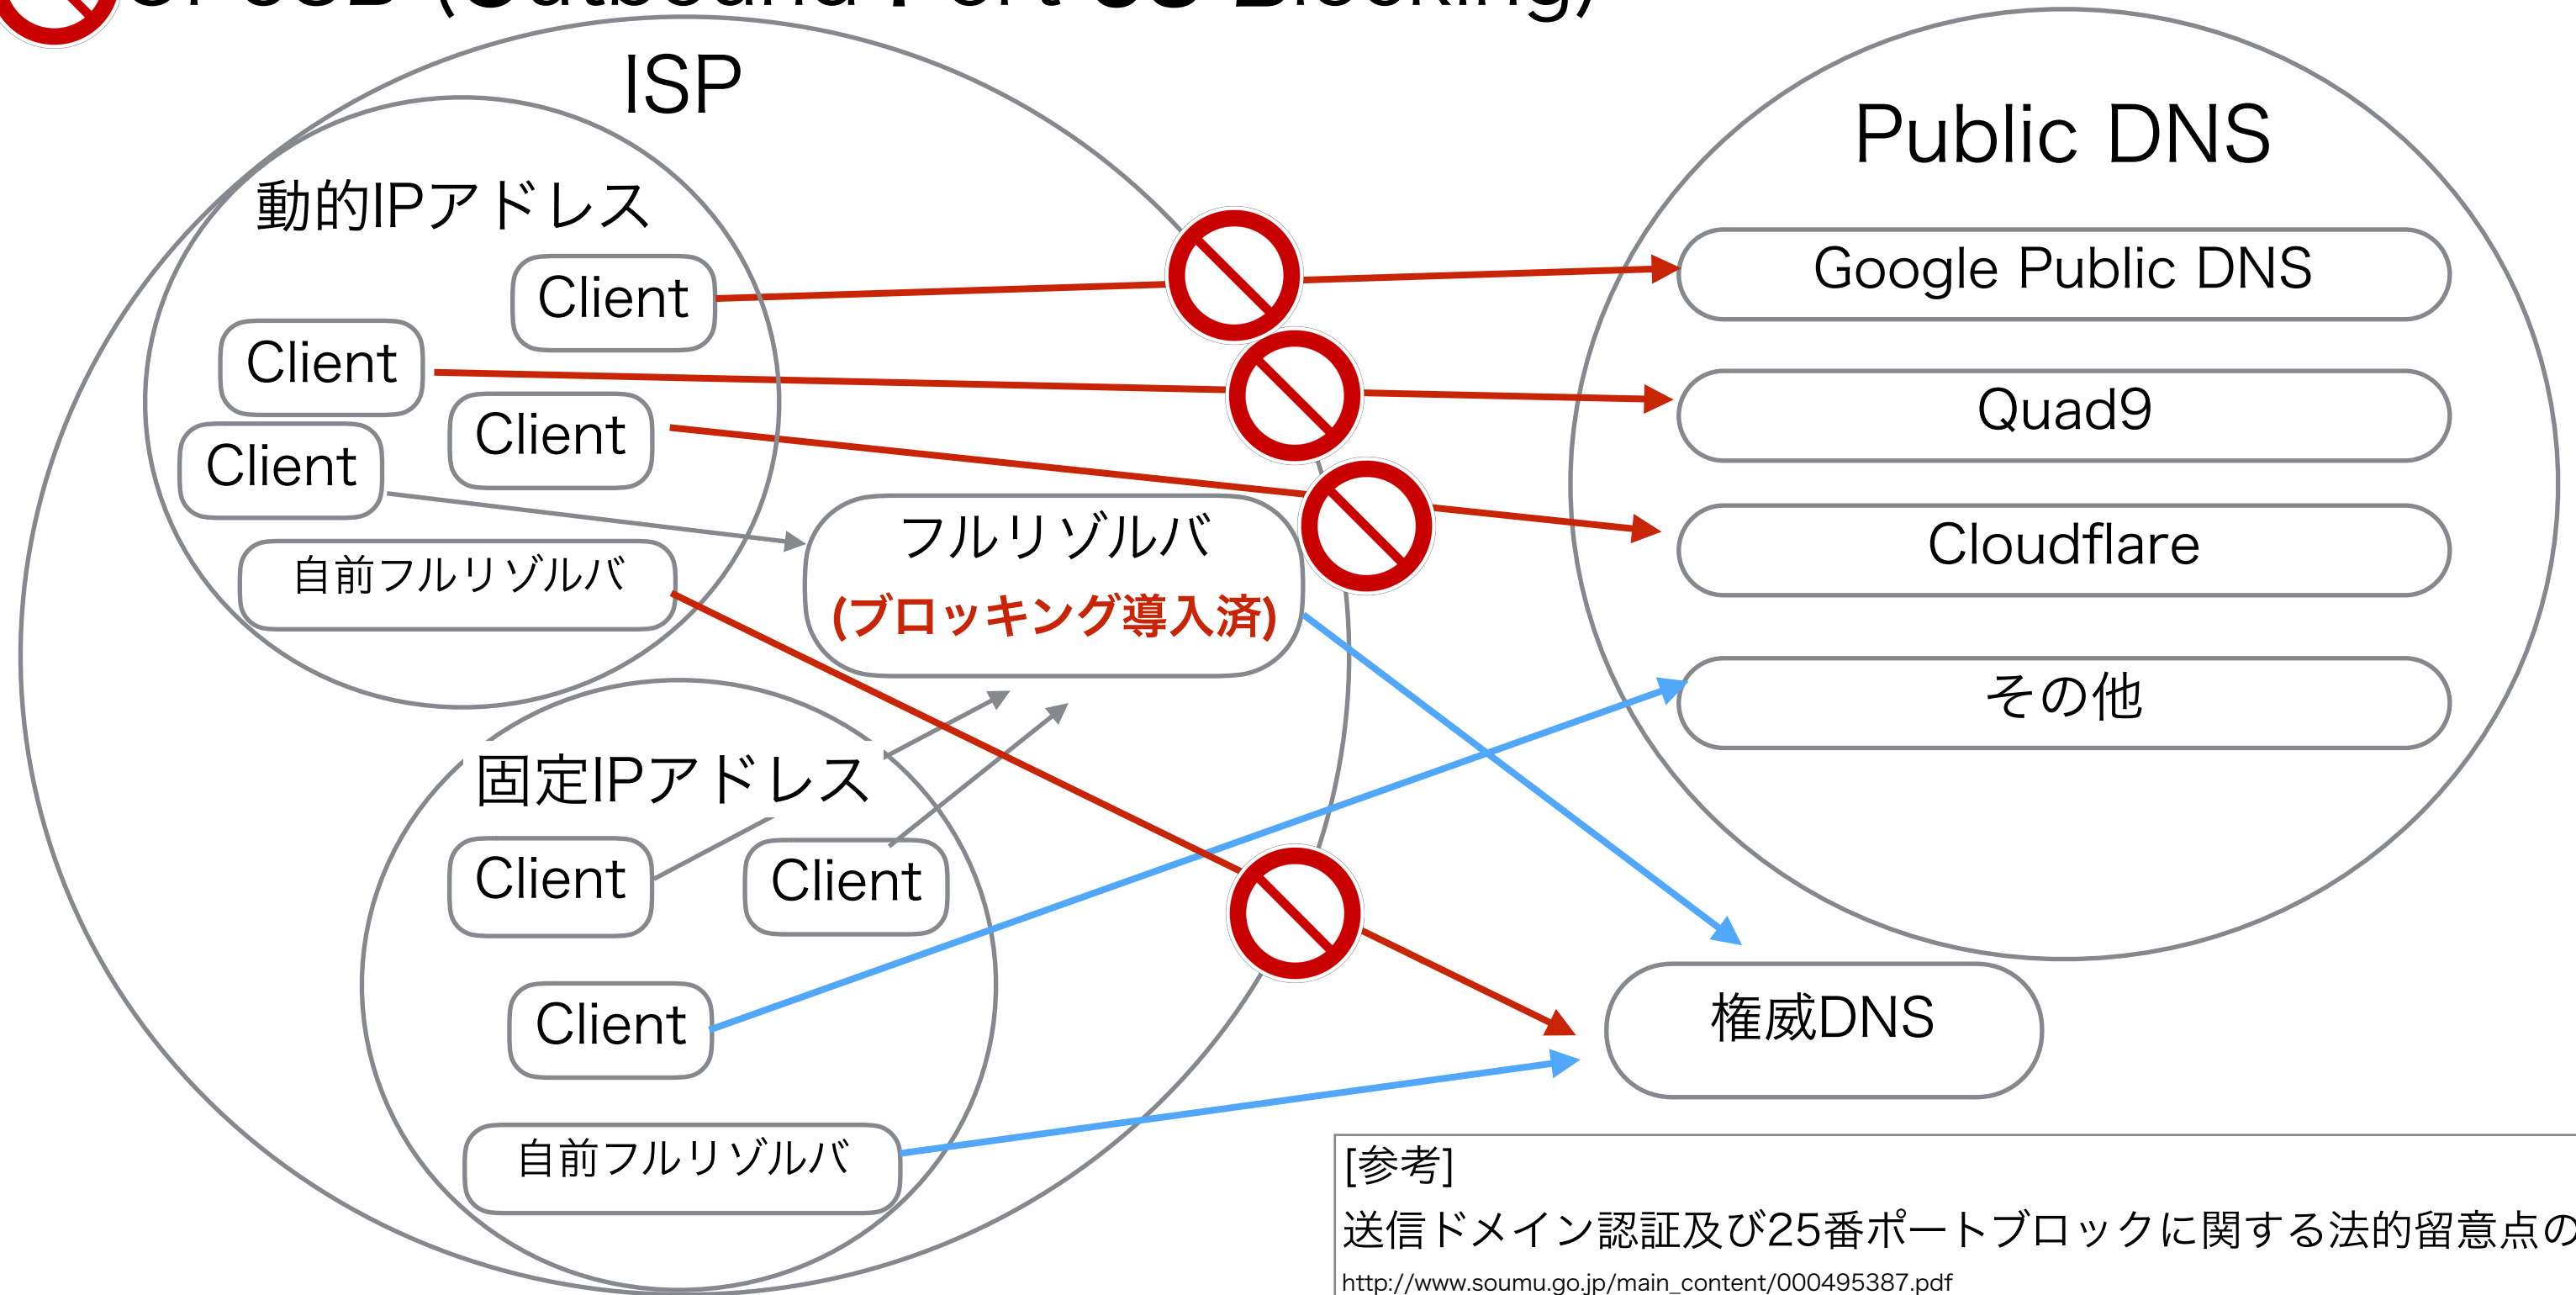 (Outbound Port 53 Blocking)
ISP
Public DNS
動的IPアドレス
Client
Google Public DNS
Client
Quad9
Client
Client
フルリゾルバ
(ブロッキング導入済)
Cloudflare
自前フルリゾルバ
その他
固定IPアドレス
Client
Client
Client
権威DNS
自前フルリゾルバ
[参考]
送信ドメイン認証及び25番ポートブロックに関する法的留意点の
http://www.soumu.go.jp/main_content/000495387.pdf